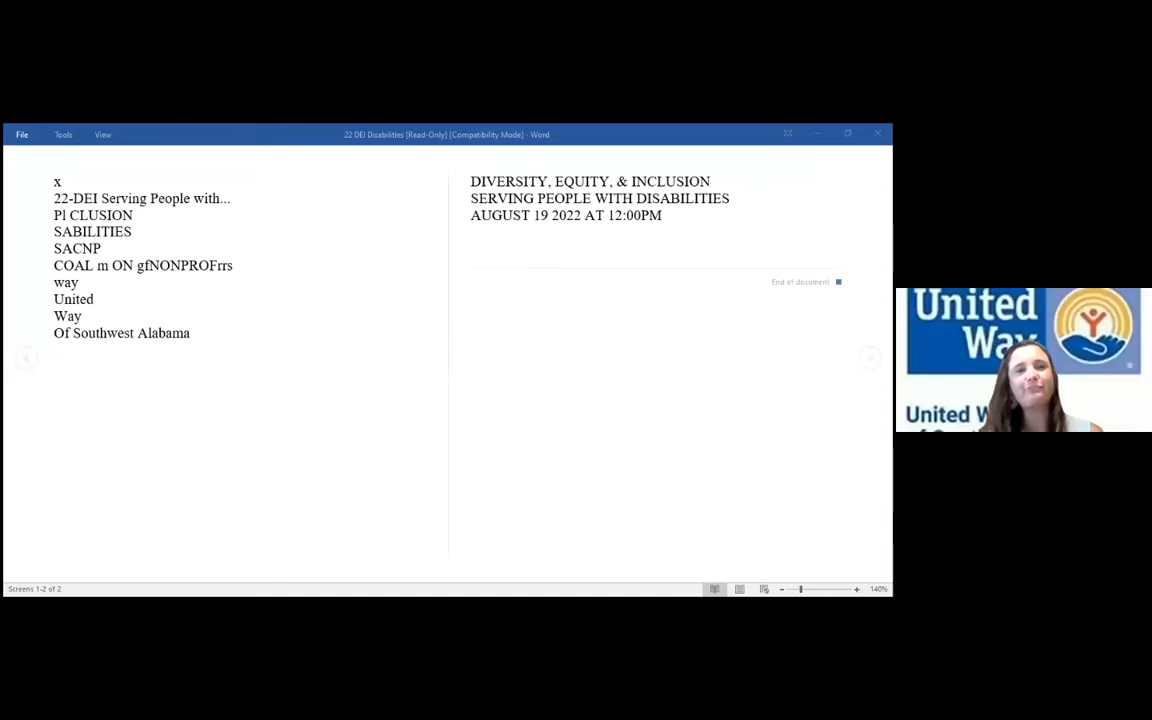 File Tools View 22 DEI Disabilities [Read-Only] [Compatibility Mode] - Word
x
22-DEI Serving People with...
Pl CLUSION
SABILITIES
SACNP
COAL m ON gfNONPROFrrs
way
United
Way
Of Southwest Alabama
DIVERSITY, EQUITY, & INCLUSION
SERVING PEOPLE WITH DISABILITIES
AUGUST 19 2022 AT 12:00PM
End of document
Screens 1-2 of 2
140%
United
Way
United W